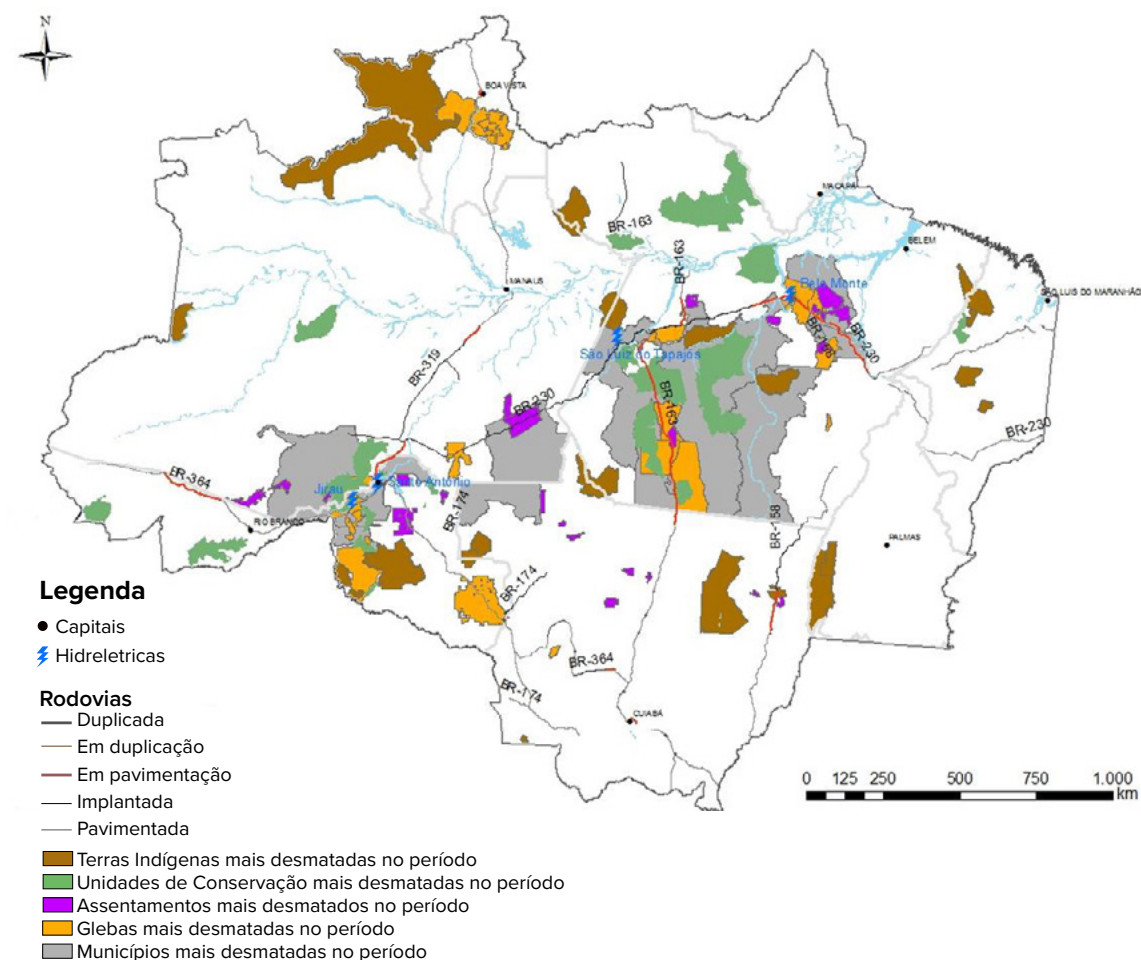 N
BOA VISTA
MACAPÁ
BR-163
BELEM
BR-163
MANAUS
SÃO LUIS DO MARANHÃO
Belo Monte
BR-230
São Luiz do Tapajós
BR-319
BR-163
BR-230
BR-230
BR-364
Jirau
Santo Antônio
BR-174
RIO BRANCO
BR-158
PALMAS
BR-174
BR-364
BR-174
CUIABÁ
Legenda
Capitais
Hidreletricas
Rodovias
Duplicada
Em duplicação
Em pavimentação
Implantada
Pavimentada
0 125 250 500 750 1.000
km
Terras Indígenas mais desmatadas no período
Unidades de Conservação mais desmatadas no período
Assentamentos mais desmatados no período
Glebas mais desmatadas no período
Municípios mais desmatadas no período